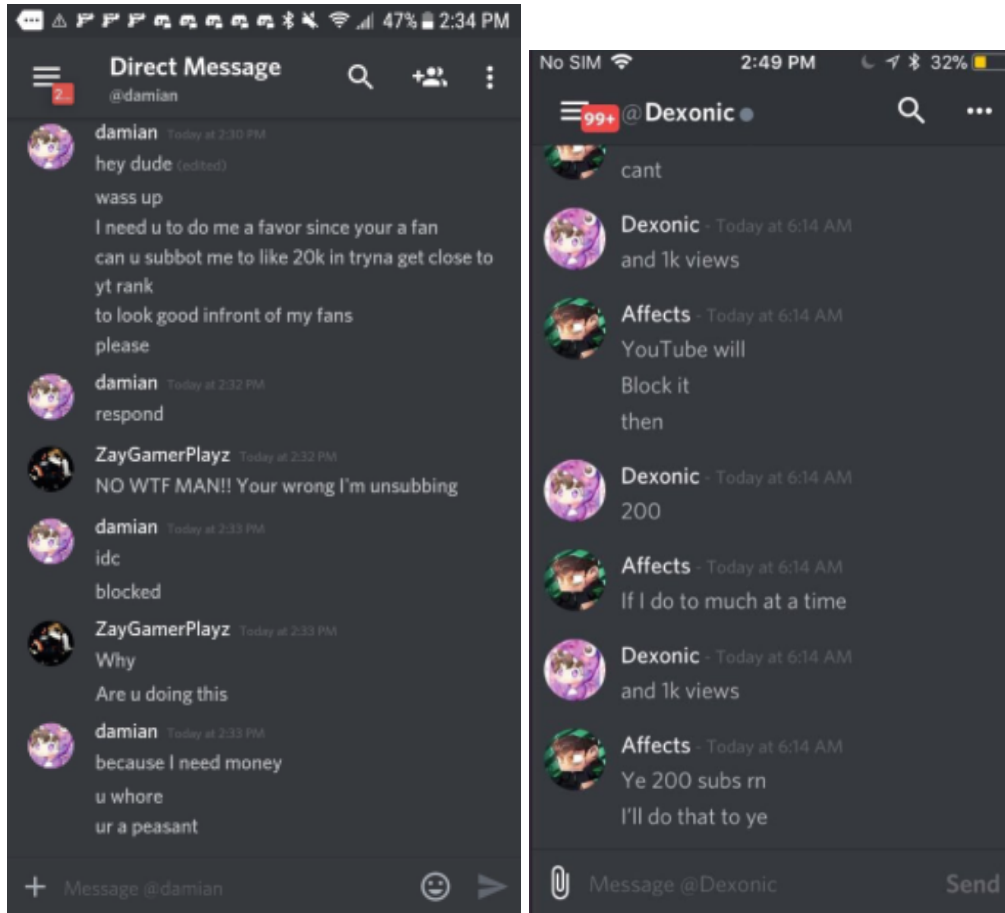 47% 2:34 PM
Direct Message
@damian
2...
damian Today at 2:30 PM
hey dude (edited)
wass up
I need u to do me a favor since your a fan
can u subbot me to like 20k in tryna get close to
yt rank
to look good infront of my fans
please
damian Today at 2:32 PM
respond
ZayGamerPlayz Today at 2:32 PM
NO WTF MAN!! Your wrong I'm unsubbing
damian Today at 2:33 PM
idc
blocked
ZayGamerPlayz Today at 2:33 PM
Why
Are u doing this
damian Today at 2:33 PM
because I need money
u whore
ur a peasant
Message @damian
No SIM 2:49 PM 32%
99+ @Dexonic
cant
Dexonic - Today at 6:14 AM
and 1k views
Affects - Today at 6:14 AM
YouTube will
Block it
then
Dexonic - Today at 6:14 AM
200
Affects - Today at 6:14 AM
If I do to much at a time
Dexonic - Today at 6:14 AM
and 1k views
Affects - Today at 6:14 AM
Ye 200 subs rn
I'll do that to ye
Message @Dexonic Send